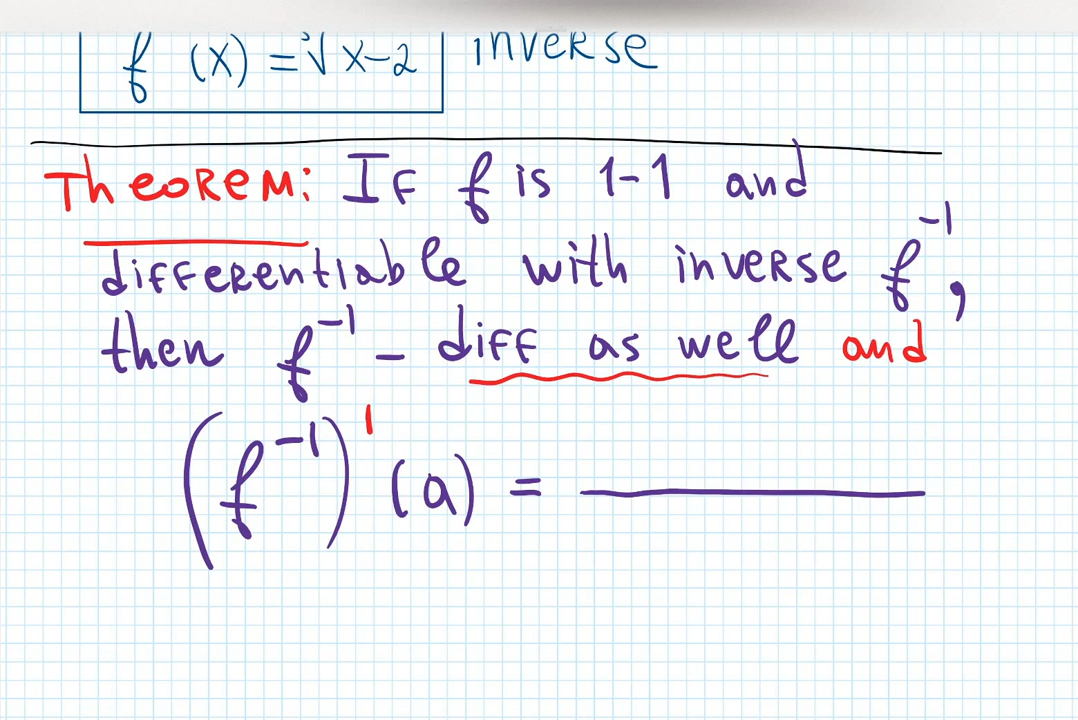 f (x) = ³√x-2 inverse
Theorem: If f is 1-1 and
differentiable with inverse f⁻¹,
then f⁻¹ - diff as well and
(f⁻¹)' (a) =